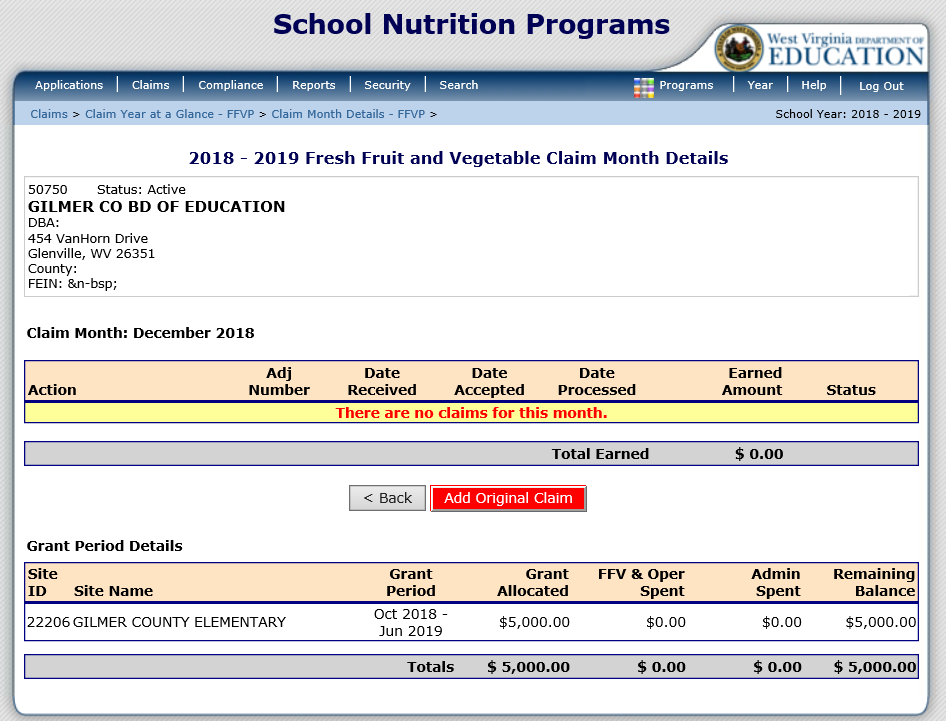 School Nutrition Programs
West Virginia DEPARTMENT OF
EDUCATION
Applications Claims Compliance Reports Security Search Programs Year Help Log Out
Claims > Claim Year at a Glance - FFVP > Claim Month Details - FFVP > School Year: 2018 - 2019
2018 - 2019 Fresh Fruit and Vegetable Claim Month Details
50750 Status: Active
GILMER CO BD OF EDUCATION
DBA:
454 VanHorn Drive
Glenville, WV 26351
County:
FEIN: &n-bsp;
Claim Month: December 2018
Adj Date Date Date Earned
Action Number Received Accepted Processed Amount Status
There are no claims for this month.
Total Earned $ 0.00
< Back Add Original Claim
Grant Period Details
Site Grant Grant FFV & Oper Admin Remaining
ID Site Name Period Allocated Spent Spent Balance
22206 GILMER COUNTY ELEMENTARY Oct 2018 - Jun 2019 $5,000.00 $0.00 $0.00 $5,000.00
Totals $ 5,000.00 $ 0.00 $ 0.00 $ 5,000.00